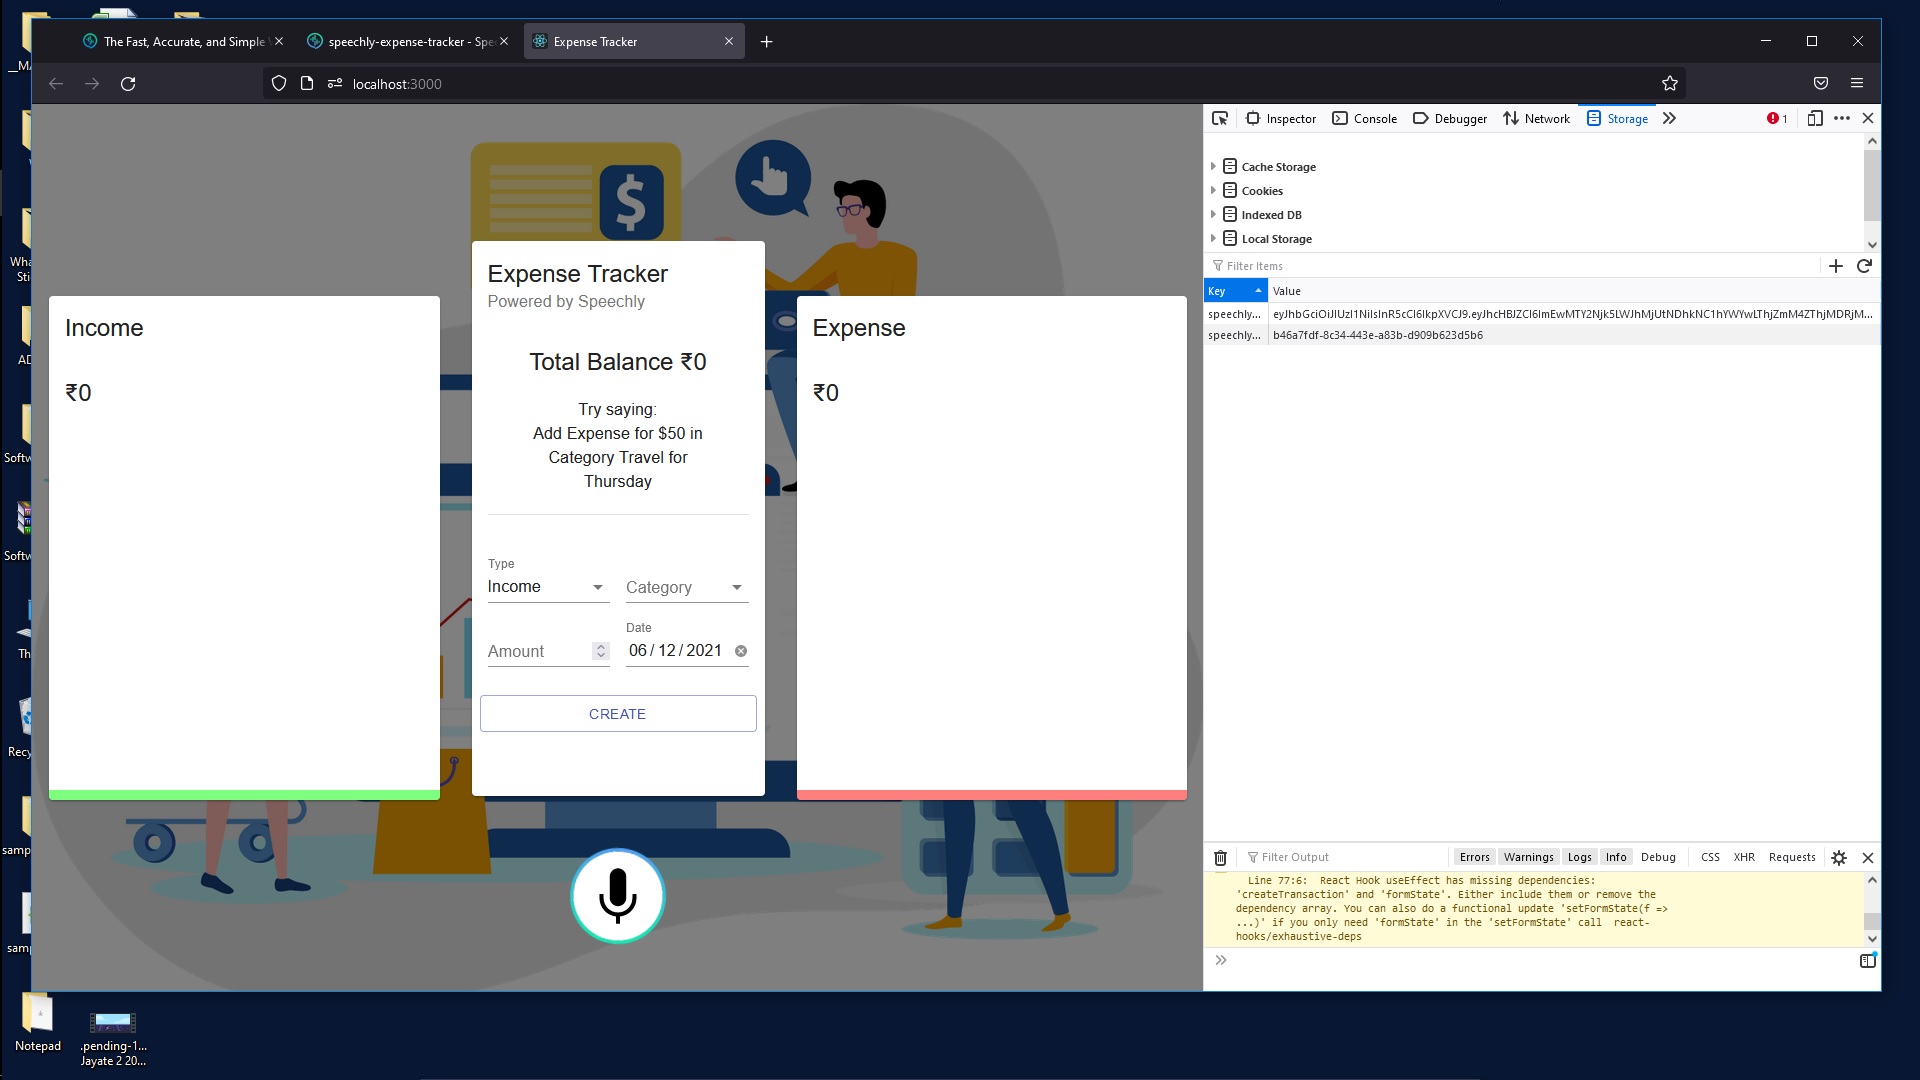 The Fast, Accurate, and Simple
speechly-expense-tracker - Spe
Expense Tracker
localhost:3000
Inspector
Console
Debugger
Network
Storage
1
Cache Storage
Cookies
Indexed DB
Local Storage
Filter Items
Key
Value
speechly...
speechly...
b46a7fdf-8c34-443e-a83b-d909b623d5b6
$
Income
₹0
Expense Tracker
Powered by Speechly
Total Balance ₹0
Try saying:
Add Expense for $50 in
Category Travel for
Thursday
Type
Income
Category
Amount
Date
06/12/2021
CREATE
Expense
₹0
Filter Output
Errors
Warnings
Logs
Info
Debug
CSS
XHR
Requests
Line 77:6: React Hook useEffect has missing dependencies:
'createTransaction' and 'formState'. Either include them or remove the
dependency array. You can also do a functional update 'setFormState(f =>
...)' if you only need 'formState' in the 'setFormState' call react-
hooks/exhaustive-deps
Softw
Softw
Th
Recy
samp
samp
Notepad
.pending-1...
Jayate 2 20...